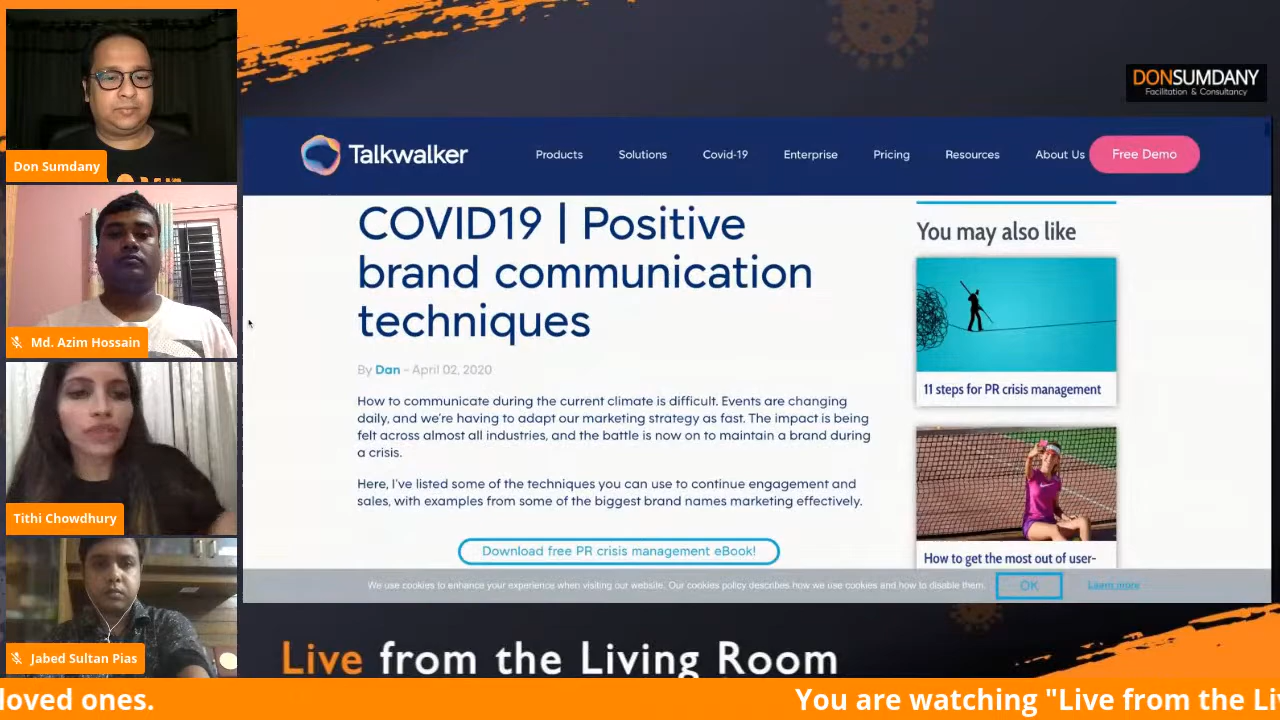 Don Sumdany
Md. Azim Hossain
Tithi Chowdhury
Jabed Sultan Pias
DONSUMDANY
Facilitation & Consultancy
Talkwalker
Products Solutions Covid-19 Enterprise Pricing Resources About Us Free Demo
COVID19 | Positive
brand communication
techniques
By Dan - April 02, 2020
How to communicate during the current climate is difficult. Events are changing
daily, and we're having to adapt our marketing strategy as fast. The impact is being
felt across almost all industries, and the battle is now on to maintain a brand during
a crisis.
Here, I've listed some of the techniques you can use to continue engagement and
sales, with examples from some of the biggest brand names marketing effectively.
Download free PR crisis management eBook!
You may also like
11 steps for PR crisis management
How to get the most out of user-
We use cookies to enhance your experience when visiting our website. Our cookies policy describes how we use cookies and how to disable them. OK Learn more
Live from the Living Room
loved ones. You are watching "Live from the Liv